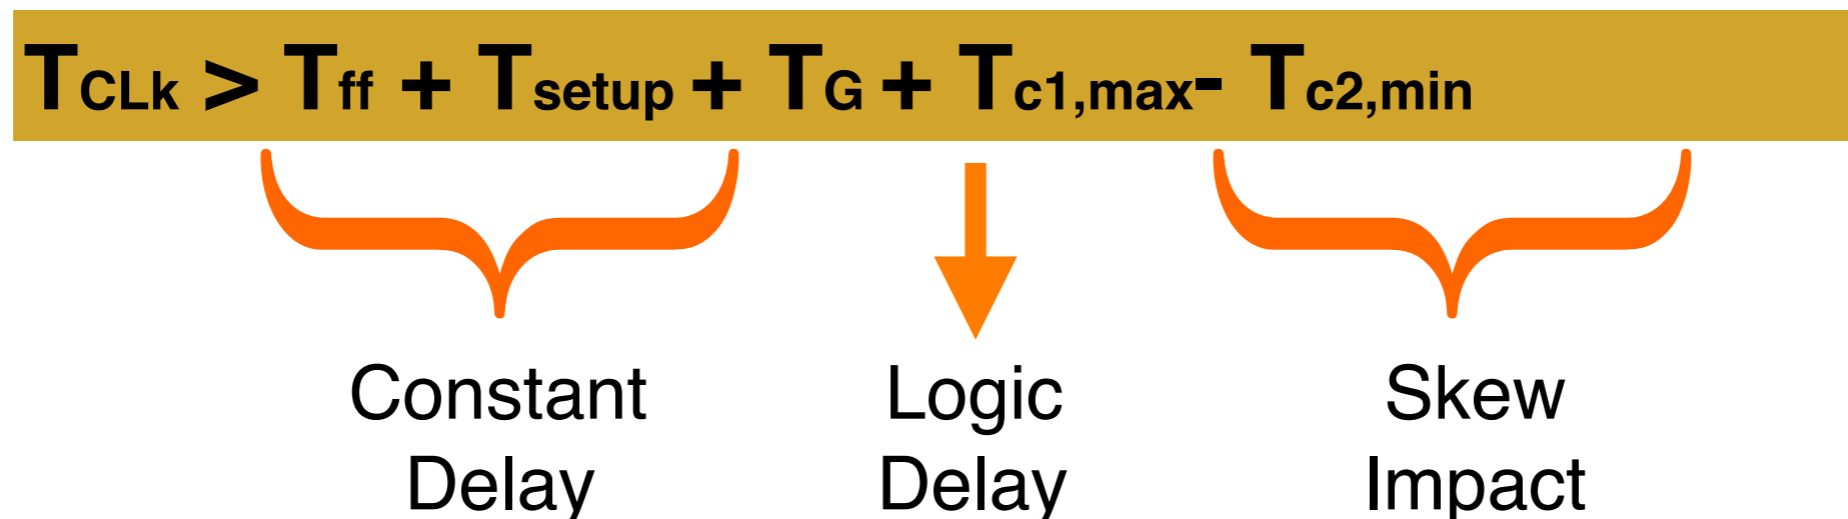 TCLk > Tff + Tsetup + TG + Tc1,max- Tc2,min
Constant Delay
Logic Delay
Skew Impact